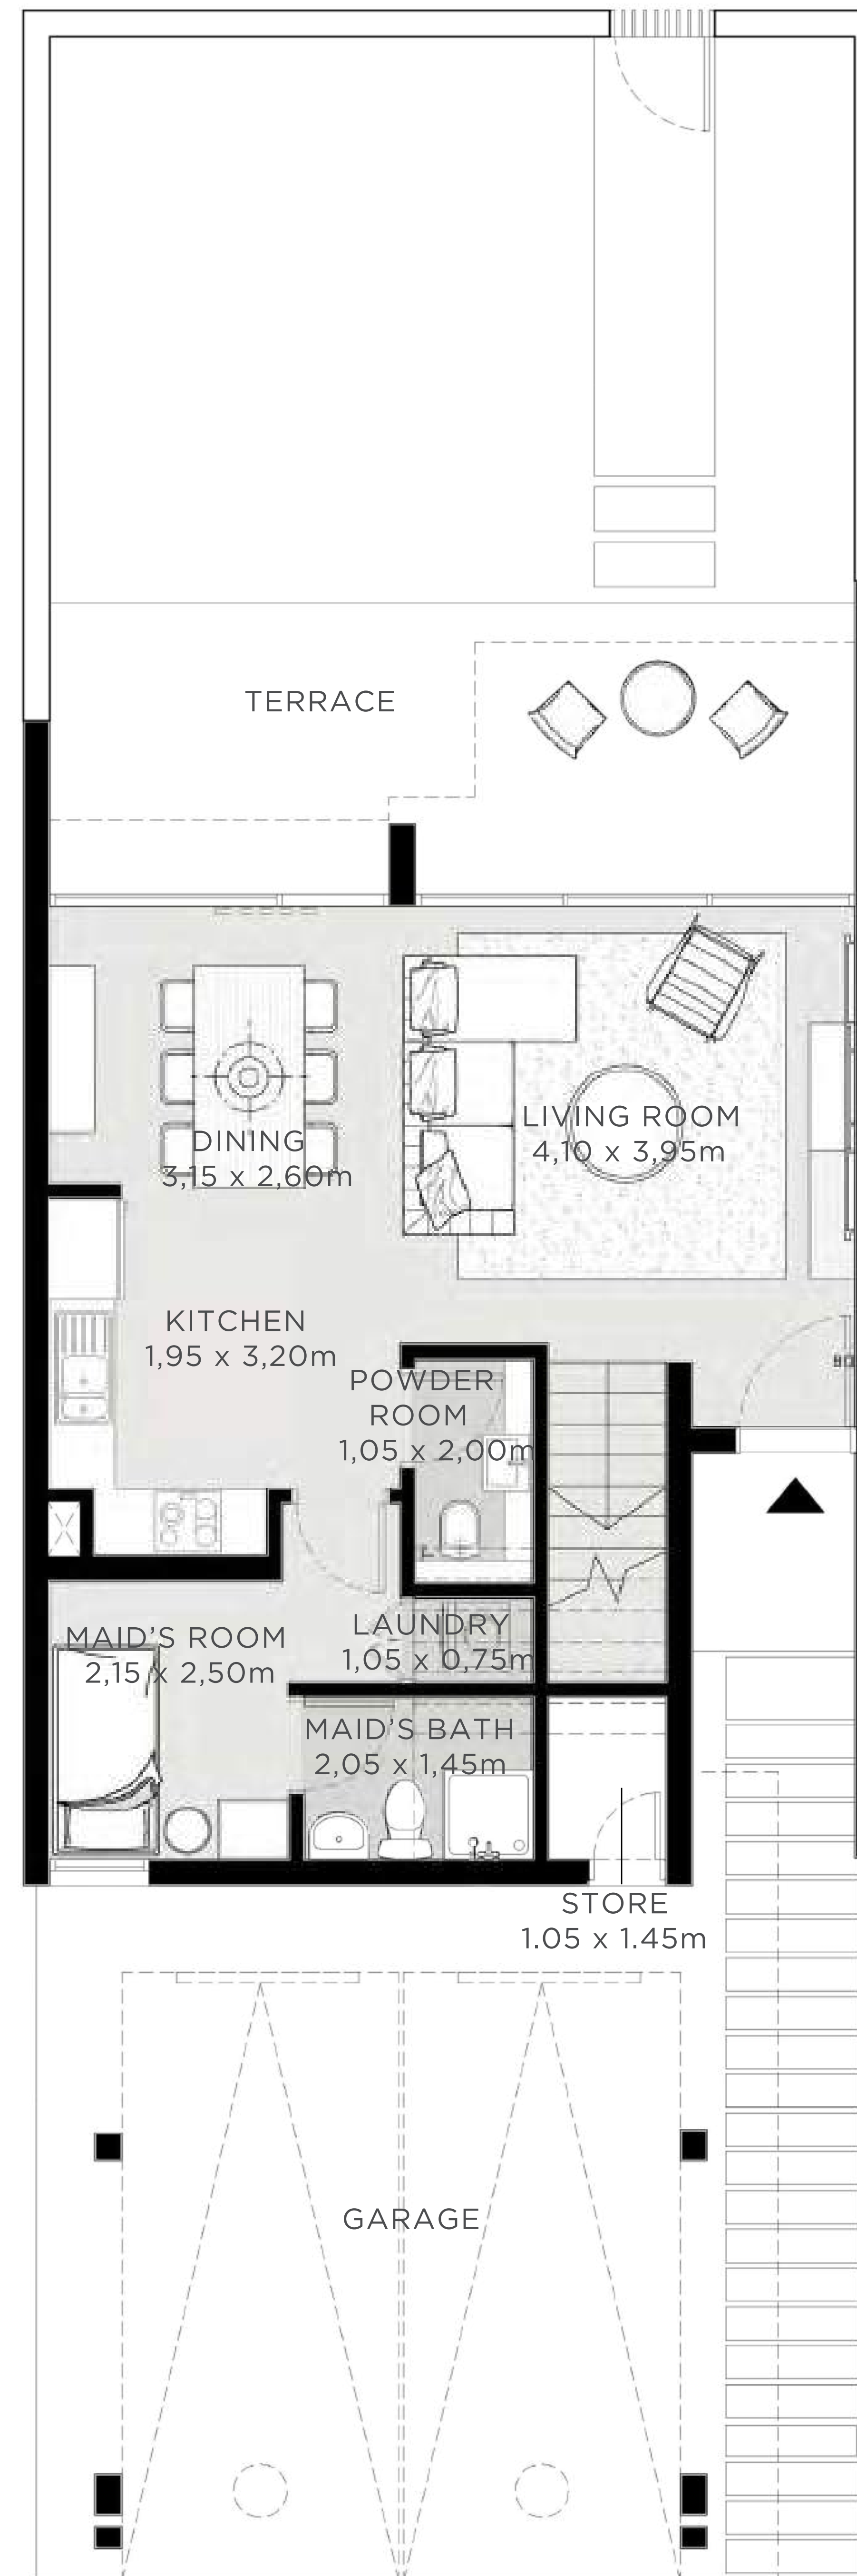 TERRACE
LIVING ROOM
4,10 x 3,95m
DINING
3,15 x 2,60m
KITCHEN
1,95 x 3,20m
POWDER
ROOM
1,05 x 2,00m
LAUNDRY
1,05 x 0,75m
MAID'S ROOM
2,15 x 2,50m
MAID'S BATH
2,05 x 1,45m
STORE
1.05 x 1.45m
GARAGE